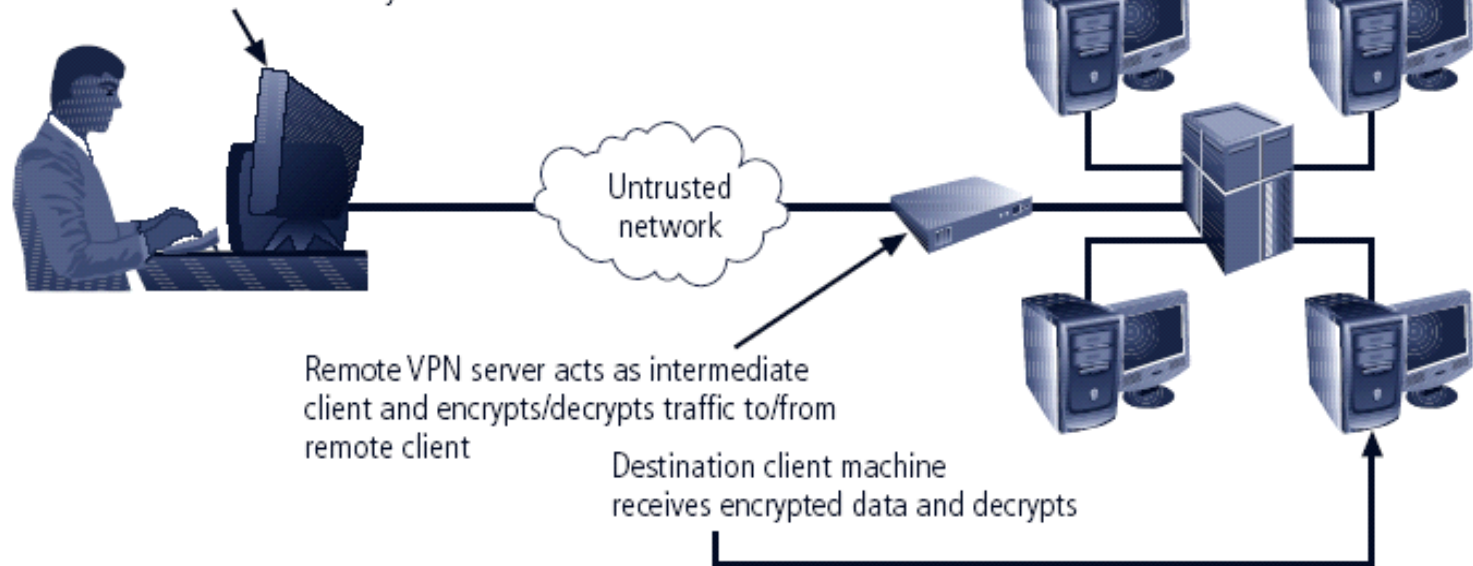 Untrusted
network
Remote VPN server acts as intermediate
client and encrypts/decrypts traffic to/from
remote client
Destination client machine
receives encrypted data and decrypts